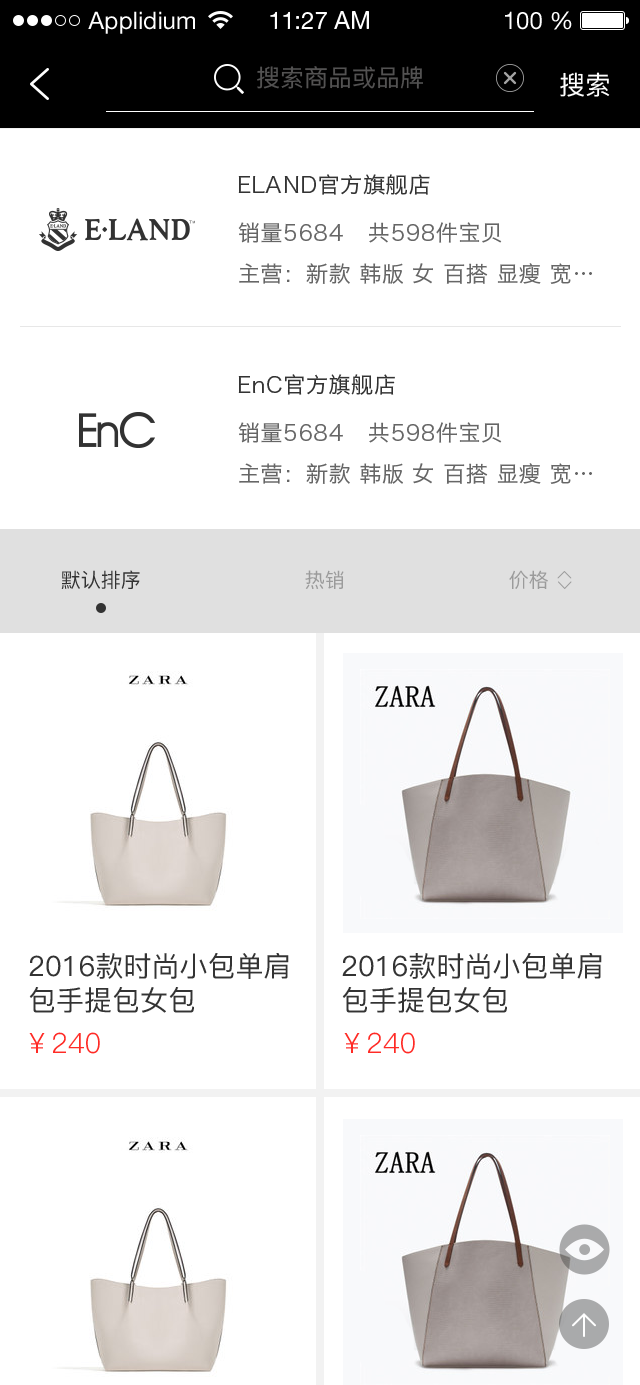 Applidium 11:27 AM 100 %
搜索商品或品牌 搜索
E·LAND™
ELAND官方旗舰店
销量5684 共598件宝贝
主营：新款 韩版 女 百搭 显瘦 宽…
EnC
EnC官方旗舰店
销量5684 共598件宝贝
主营：新款 韩版 女 百搭 显瘦 宽…
默认排序 热销 价格
ZARA
2016款时尚小包单肩
包手提包女包
¥ 240
ZARA
2016款时尚小包单肩
包手提包女包
¥ 240
ZARA
ZARA